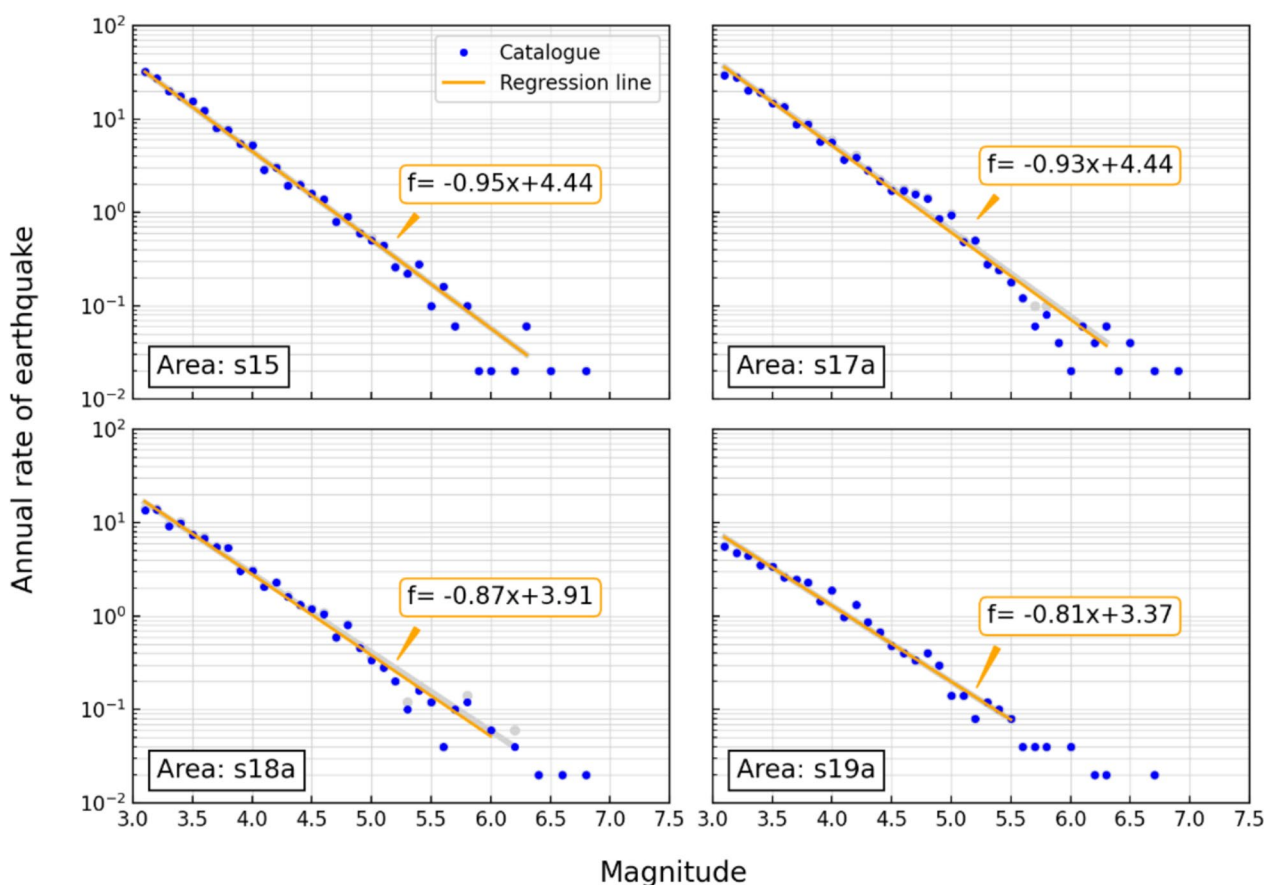 Annual rate of earthquake
10²
10¹
10⁰
10⁻¹
10⁻²
Catalogue
Regression line
f= -0.95x+4.44
Area: s15
f= -0.93x+4.44
Area: s17a
10²
10¹
10⁰
10⁻¹
10⁻²
f= -0.87x+3.91
Area: s18a
3.0 3.5 4.0 4.5 5.0 5.5 6.0 6.5 7.0 7.5
f= -0.81x+3.37
Area: s19a
3.0 3.5 4.0 4.5 5.0 5.5 6.0 6.5 7.0 7.5
Magnitude